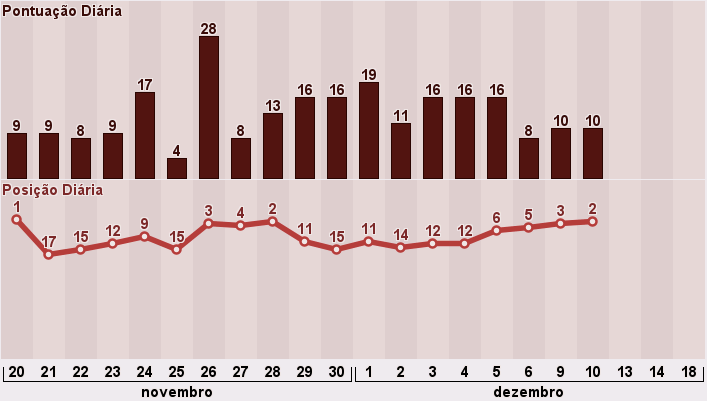 Pontuação Diária
9 9 8 9 17 4 28 8 13 16 16 19 11 16 16 16 8 10 10
Posição Diária
1 17 15 12 9 15 3 4 2 11 15 11 14 12 12 6 5 3 2
20 21 22 23 24 25 26 27 28 29 30 1 2 3 4 5 6 9 10 13 14 18
novembro dezembro